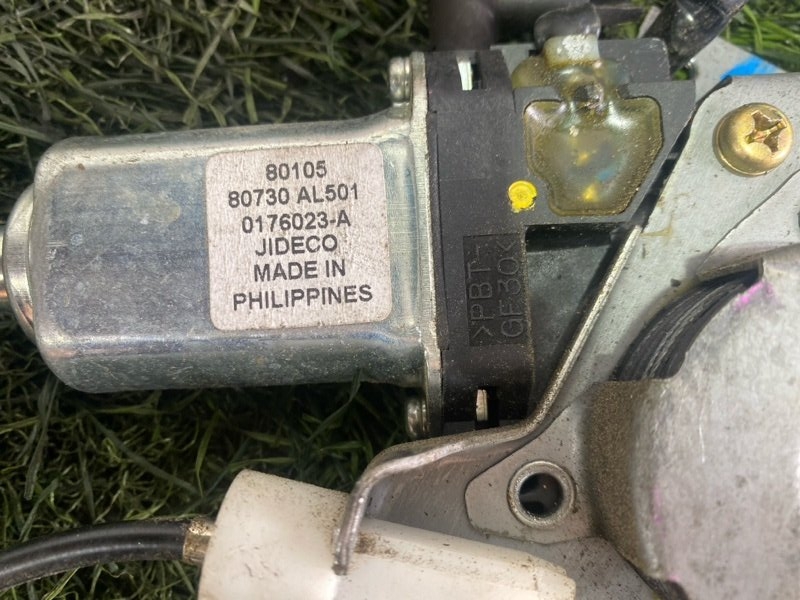 80105
80730 AL501
0176023-A
JIDECO
MADE IN
PHILIPPINES
>PBT-
GF30<